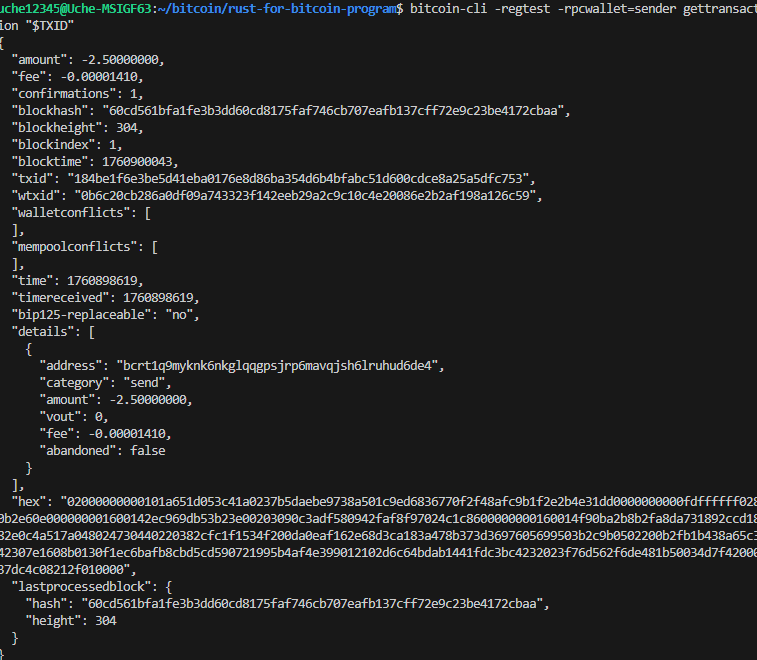 uche12345@Uche-MSIGF63:~/bitcoin/rust-for-bitcoin-program$ bitcoin-cli -regtest -rpcwallet=sender gettransact
ion "$TXID"
{
"amount": -2.50000000,
"fee": -0.00001410,
"confirmations": 1,
"blockhash": "60cd561bfa1fe3b3dd60cd8175faf746cb707eafb137cff72e9c23be4172cbaa",
"blockheight": 304,
"blockindex": 1,
"blocktime": 1760900043,
"txid": "184be1f6e3be5d41eba0176e8d86ba354d6b4bfabc51d600cdce8a25a5dfc753",
"wtxid": "0b6c20cb286a0df09a743323f142eeb29a2c9c10c4e20086e2b2af198a126c59",
"walletconflicts": [
],
"mempoolconflicts": [
],
"time": 1760898619,
"timereceived": 1760898619,
"bip125-replaceable": "no",
"details": [
{
"address": "bcrt1q9myknk6nkglqqgpsjrp6mavqjsh6lruhud6de4",
"category": "send",
"amount": -2.50000000,
"vout": 0,
"fee": -0.00001410,
"abandoned": false
}
],
"hex": "02000000000101a651d053c41a0237b5daebe9738a501c9ed6836770f2f48afc9b1f2e2b4e31dd0000000000fdffffff028
0b2e60e000000001600142ec969db53b23e00203090c3adf580942faf8f97024c1c8600000000160014f90ba2b8b2fa8da731892ccd18
82e0c4a517a048024730440220382cfc1f1534f200da0eaf162e68d3ca183a478b373d3697605699503b2c9b0502200b2fb1b438a65c3
42307e1608b0130f1ec6bafb8cbd5cd590721995b4af4e399012102d6c64bdab1441fdc3bc4232023f76d562f6de481b50034d7f42000
37dc4c08212f010000",
"lastprocessedblock": {
"hash": "60cd561bfa1fe3b3dd60cd8175faf746cb707eafb137cff72e9c23be4172cbaa",
"height": 304
}
}